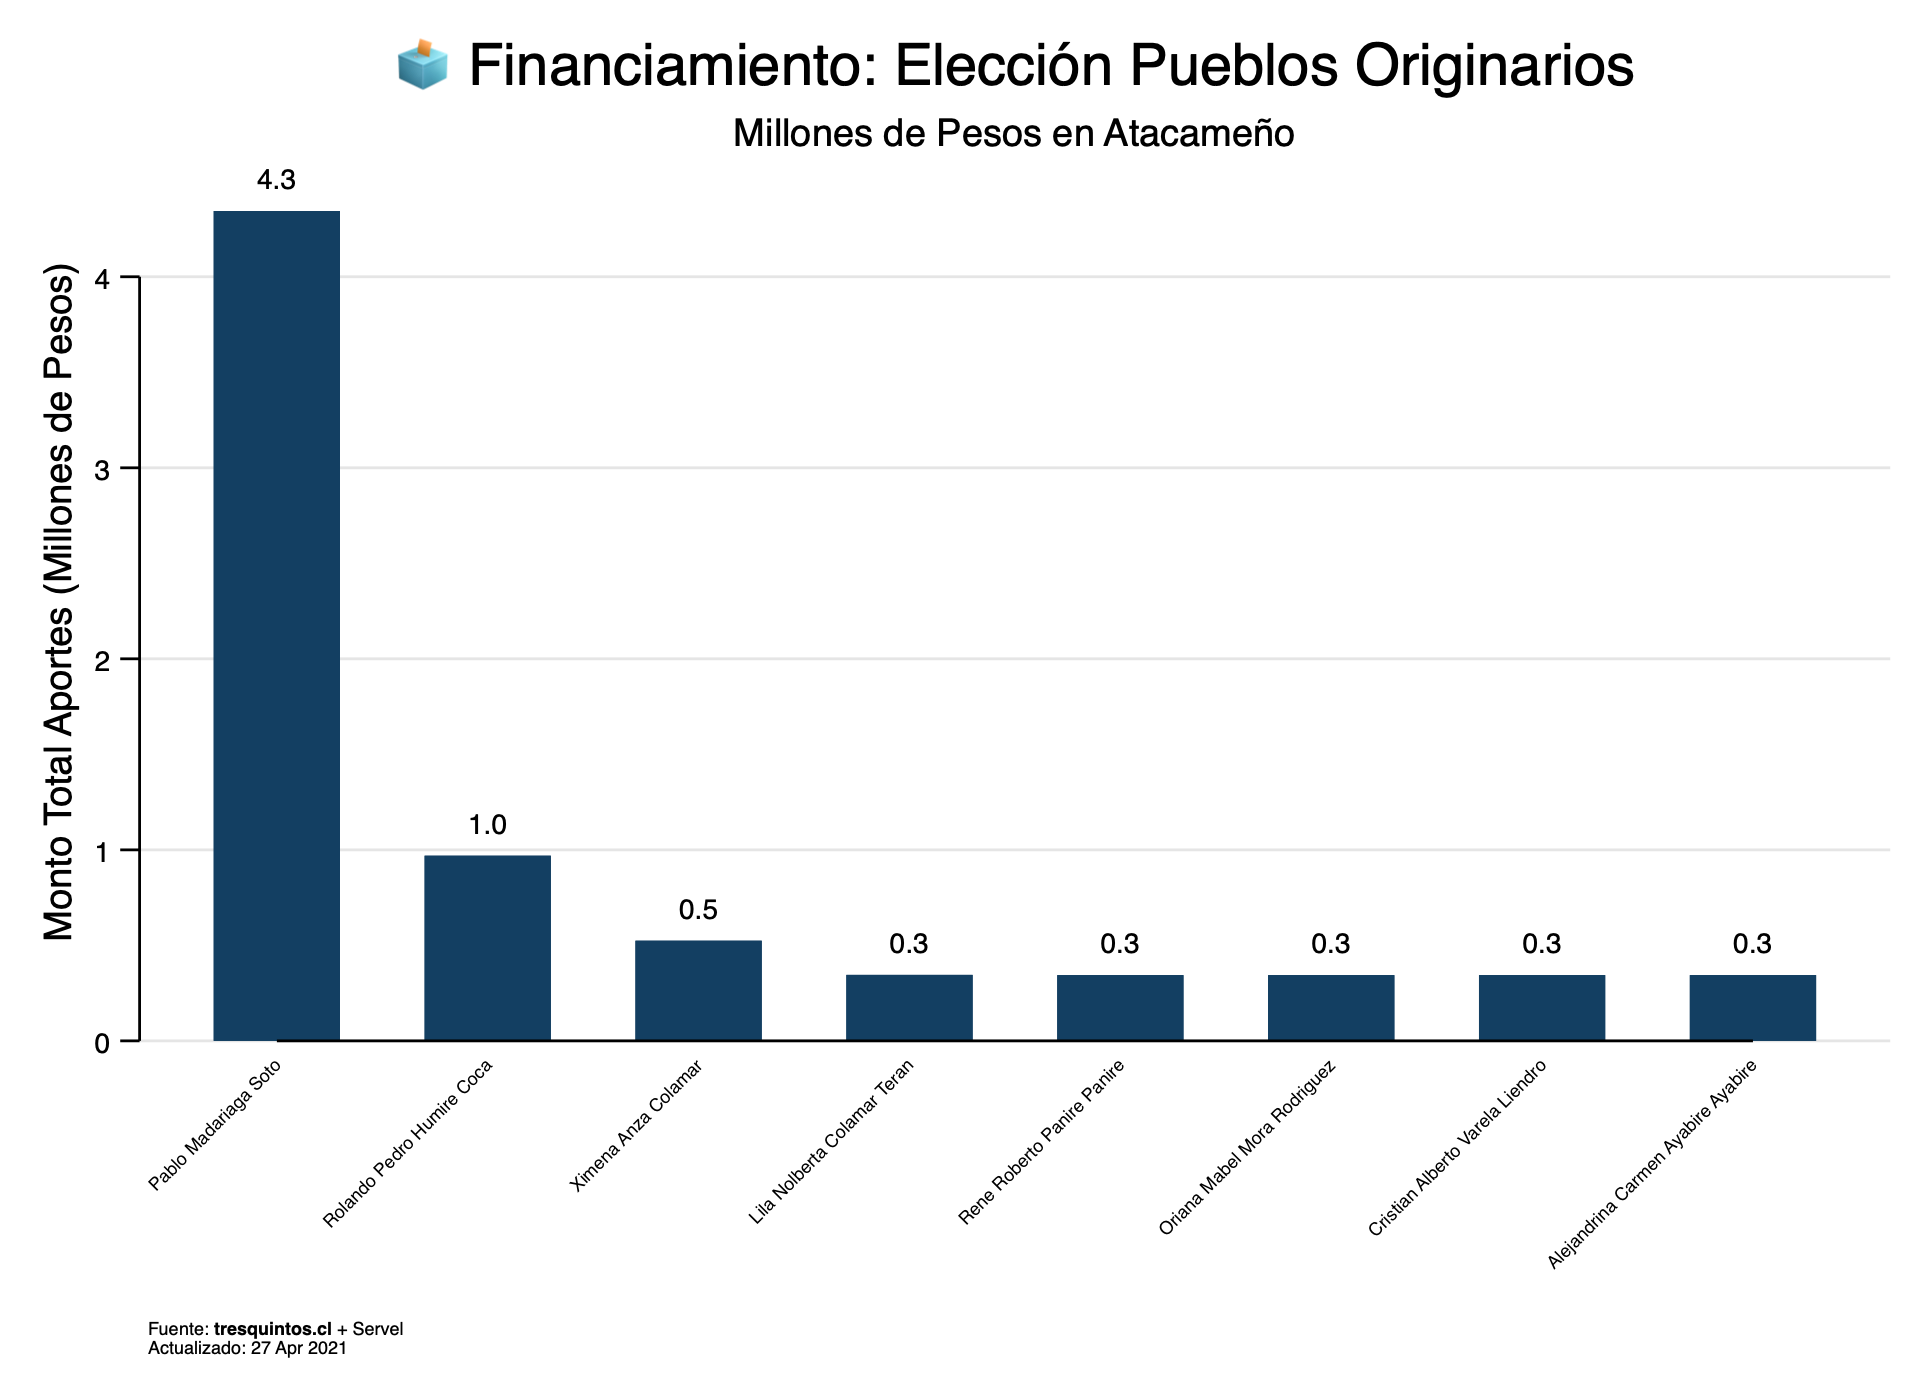 Financiamiento: Elección Pueblos Originarios
Millones de Pesos en Atacameño
Monto Total Aportes (Millones de Pesos)
4
3
2
1
0
4.3
1.0
0.5
0.3
0.3
0.3
0.3
0.3
Pablo Madariaga Soto
Rolando Pedro Humire Coca
Ximena Anza Colamar
Lila Nolberta Colamar Teran
Rene Roberto Panire Panire
Oriana Mabel Mora Rodriguez
Cristian Alberto Varela Liendro
Alejandrina Carmen Ayabire Ayabire
Fuente: tresquintos.cl + Servel
Actualizado: 27 Apr 2021